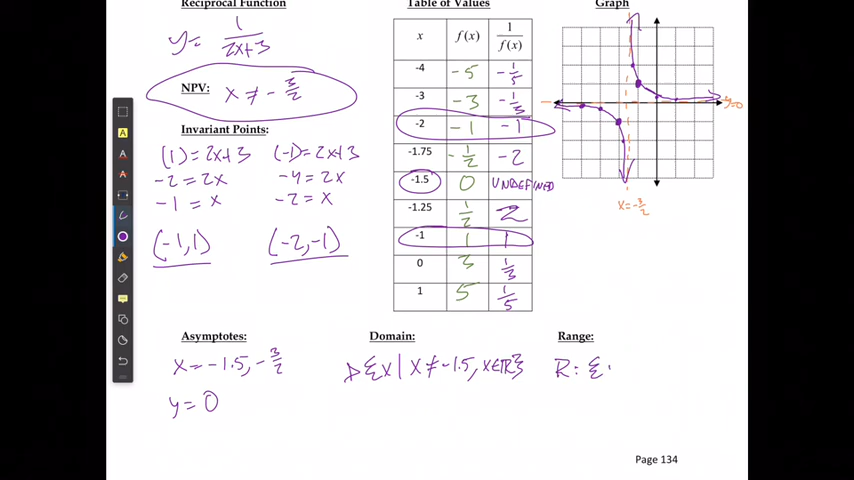 Reciprocal Function
y = 1/(2x+3)
NPV: x ≠ -3/2
Invariant Points:
(1) = 2x+3 (-1) = 2x+3
-2 = 2x -4 = 2x
-1 = x -2 = x
(-1,1) (-2,-1)
Table of Values
x f(x) 1/f(x)
-4 -5 -1/5
-3 -3 -1/3
-2 -1 -1
-1.75 -1/2 -2
-1.5 0 UNDEFINED
-1.25 1/2 2
-1 1 1
0 3 1/3
1 5 1/5
Graph
y=0
x=-3/2
Asymptotes:
x = -1.5, -3/2
y = 0
Domain:
D{x | x ≠ -1.5, x∈ℝ}
Range:
R: {
Page 134